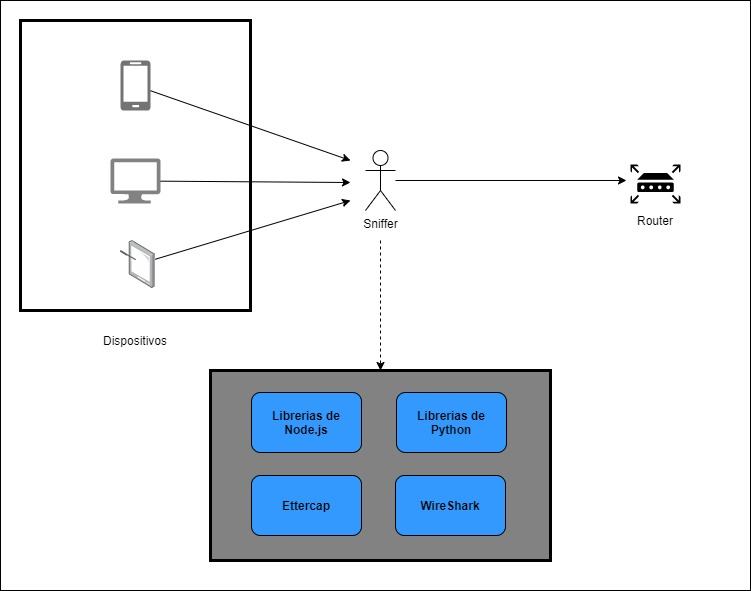 Sniffer
Router
Dispositivos
Librerias de
Node.js
Librerias de
Python
Ettercap
WireShark